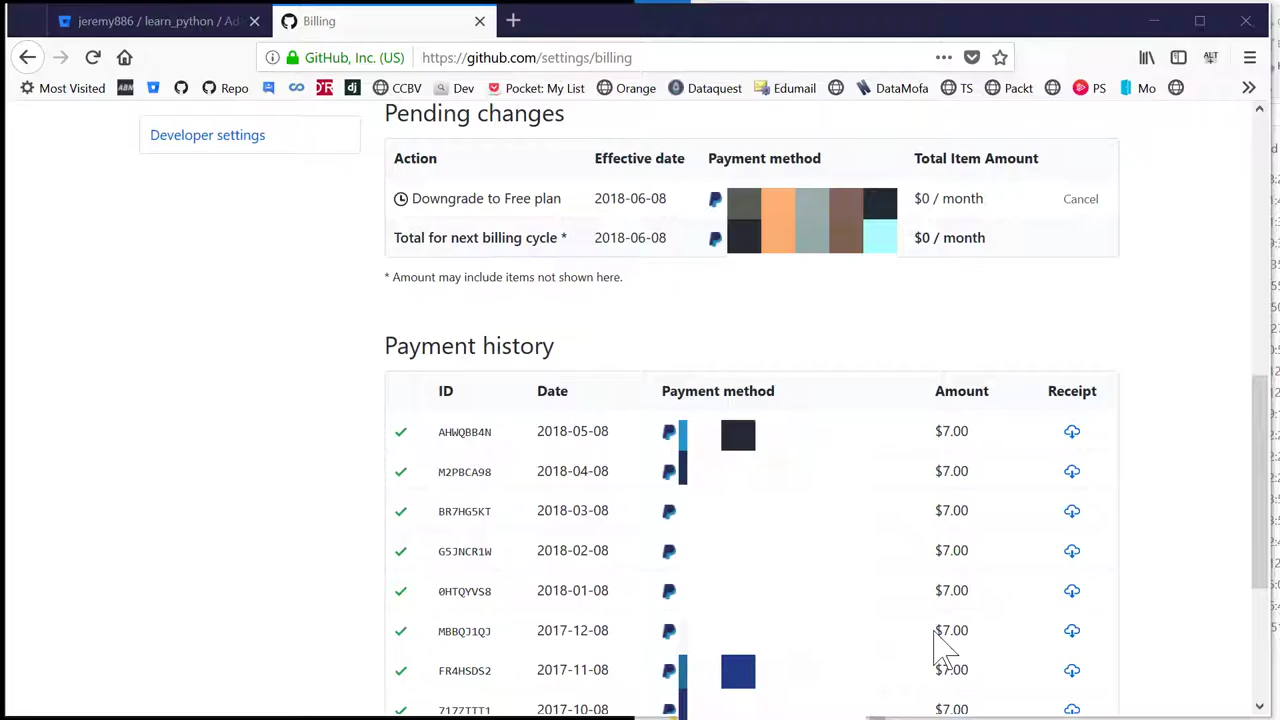 jeremy886 / learn_python / Ad
Billing
GitHub, Inc. (US)
https://github.com/settings/billing
Most Visited
ABN
Repo
D'R
dj
CCBV
Dev
Pocket: My List
Orange
Dataquest
Edumail
DataMofa
TS
Packt
PS
Mo
ALT
Pending changes
Developer settings
Action Effective date Payment method Total Item Amount
Downgrade to Free plan 2018-06-08 $0 / month Cancel
Total for next billing cycle * 2018-06-08 $0 / month
* Amount may include items not shown here.
Payment history
ID Date Payment method Amount Receipt
AHWQBB4N 2018-05-08 $7.00
M2PBCA98 2018-04-08 $7.00
BR7HG5KT 2018-03-08 $7.00
G5JNCR1W 2018-02-08 $7.00
0HTQYVS8 2018-01-08 $7.00
MBBQJ1QJ 2017-12-08 $7.00
FR4HSDS2 2017-11-08 $7.00
717ZTTT1 2017-10-08 $7.00